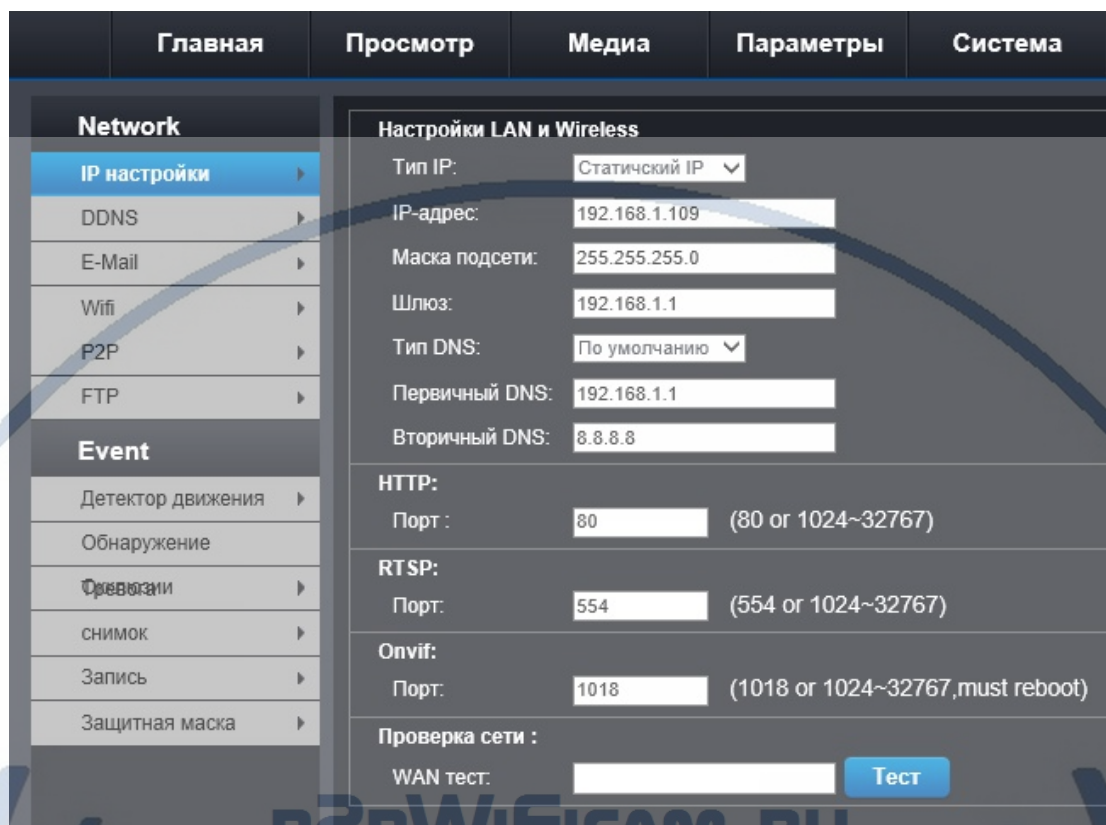 Главная Просмотр Медиа Параметры Система
Network
IP настройки
DDNS
E-Mail
Wifi
P2P
FTP
Event
Детектор движения
Обнаружение
Окклюзии
Тревога
снимок
Запись
Защитная маска
Настройки LAN и Wireless
Тип IP: Статичский IP
IP-адрес: 192.168.1.109
Маска подсети: 255.255.255.0
Шлюз: 192.168.1.1
Тип DNS: По умолчанию
Первичный DNS: 192.168.1.1
Вторичный DNS: 8.8.8.8
HTTP:
Порт : 80 (80 or 1024~32767)
RTSP:
Порт: 554 (554 or 1024~32767)
Onvif:
Порт: 1018 (1018 or 1024~32767,must reboot)
Проверка сети :
WAN тест: Тест
p2pWiFicam.ru